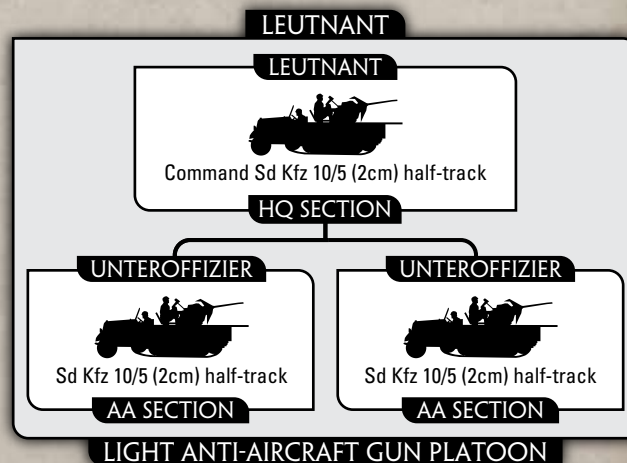 LEUTNANT
LEUTNANT
Command Sd Kfz 10/5 (2cm) half-track
HQ SECTION
UNTEROFFIZIER
Sd Kfz 10/5 (2cm) half-track
AA SECTION
UNTEROFFIZIER
Sd Kfz 10/5 (2cm) half-track
AA SECTION
LIGHT ANTI-AIRCRAFT GUN PLATOON